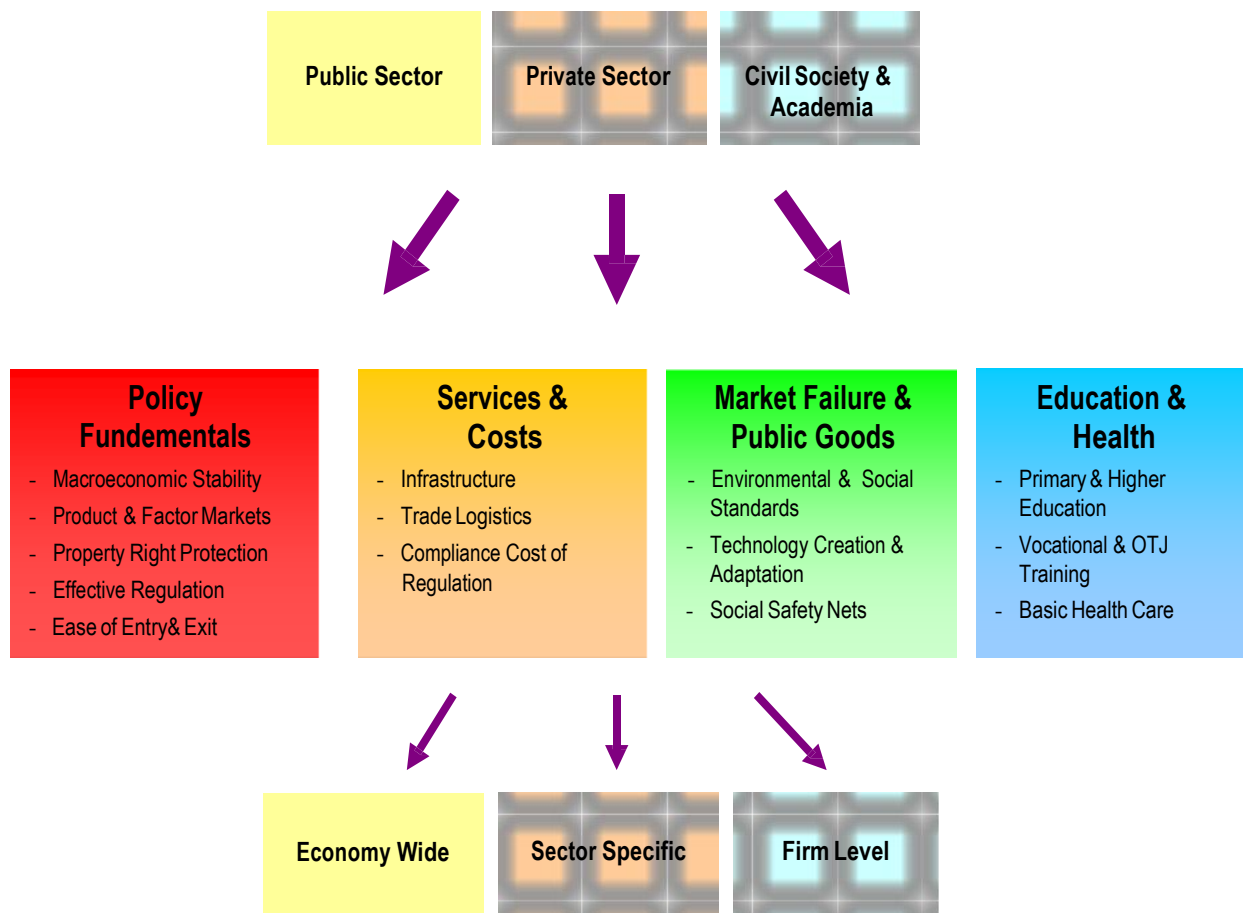 Public Sector
Private Sector
Civil Society &
Academia
Policy
Fundementals
- Macroeconomic Stability
- Product & Factor Markets
- Property Right Protection
- Effective Regulation
- Ease of Entry& Exit
Services &
Costs
- Infrastructure
- Trade Logistics
- Compliance Cost of
Regulation
Market Failure &
Public Goods
- Environmental & Social
Standards
- Technology Creation &
Adaptation
- Social Safety Nets
Education &
Health
- Primary & Higher
Education
- Vocational & OTJ
Training
- Basic Health Care
Economy Wide
Sector Specific
Firm Level